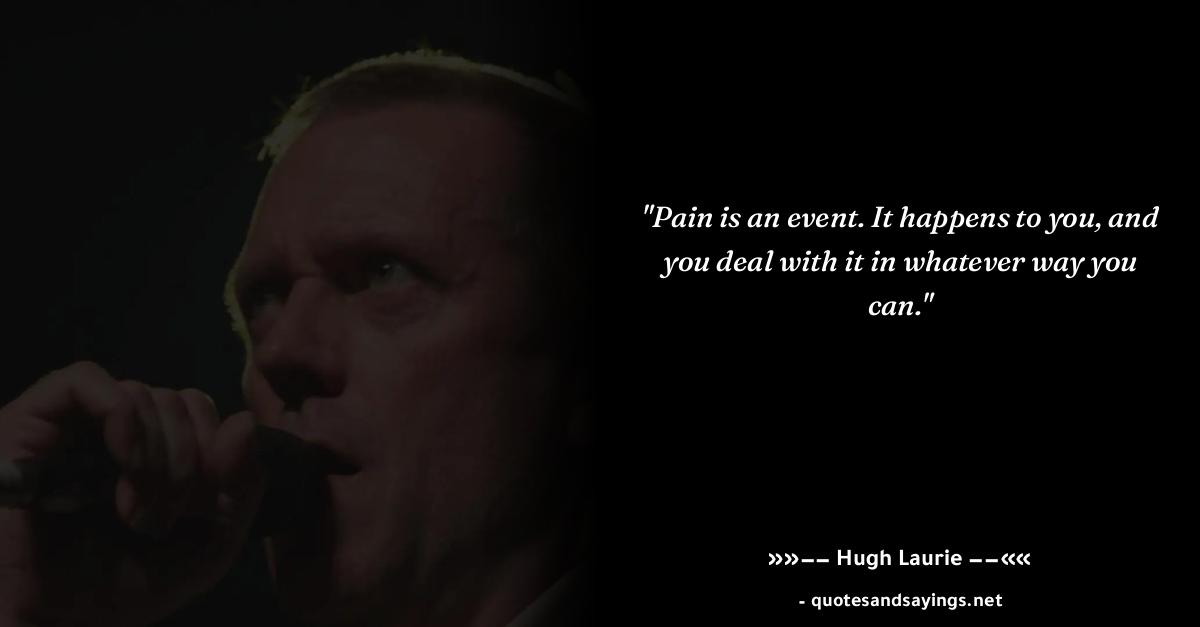 "Pain is an event. It happens to you, and
you deal with it in whatever way you
can."
»»−− Hugh Laurie −−««
- quotesandsayings.net